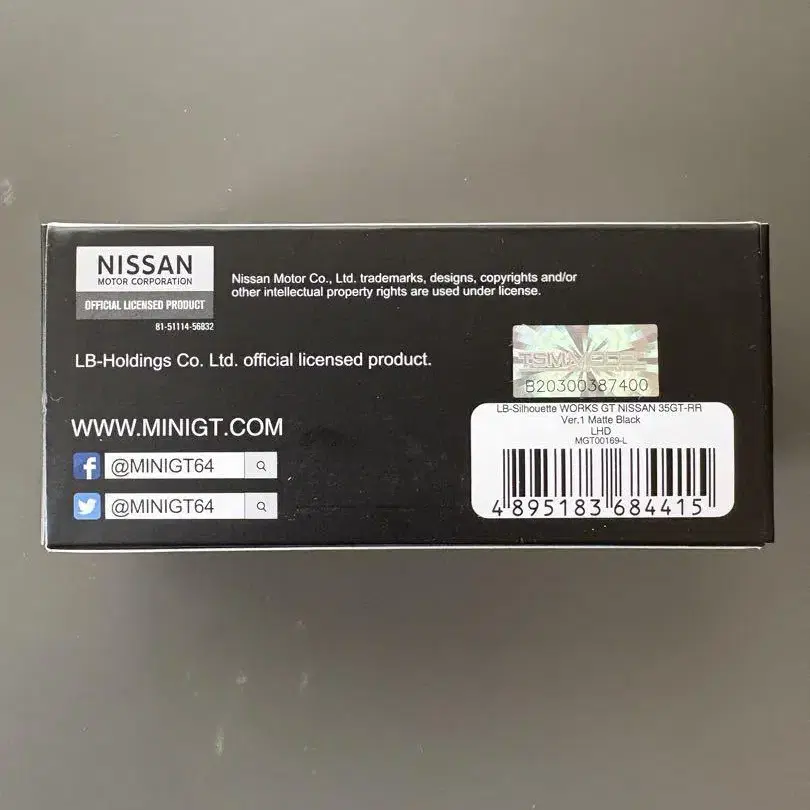 NISSAN
MOTOR CORPORATION
OFFICIAL LICENSED PRODUCT
81-51114-56832
Nissan Motor Co., Ltd. trademarks, designs, copyrights and/or
other intellectual property rights are used under license.
LB-Holdings Co. Ltd. official licensed product.
WWW.MINIGT.COM
f @MINIGT64
@MINIGT64
B20300387400
LB-Silhouette WORKS GT NISSAN 35GT-RR
Ver.1 Matte Black
LHD
MGT00169-L
4 895183 684415